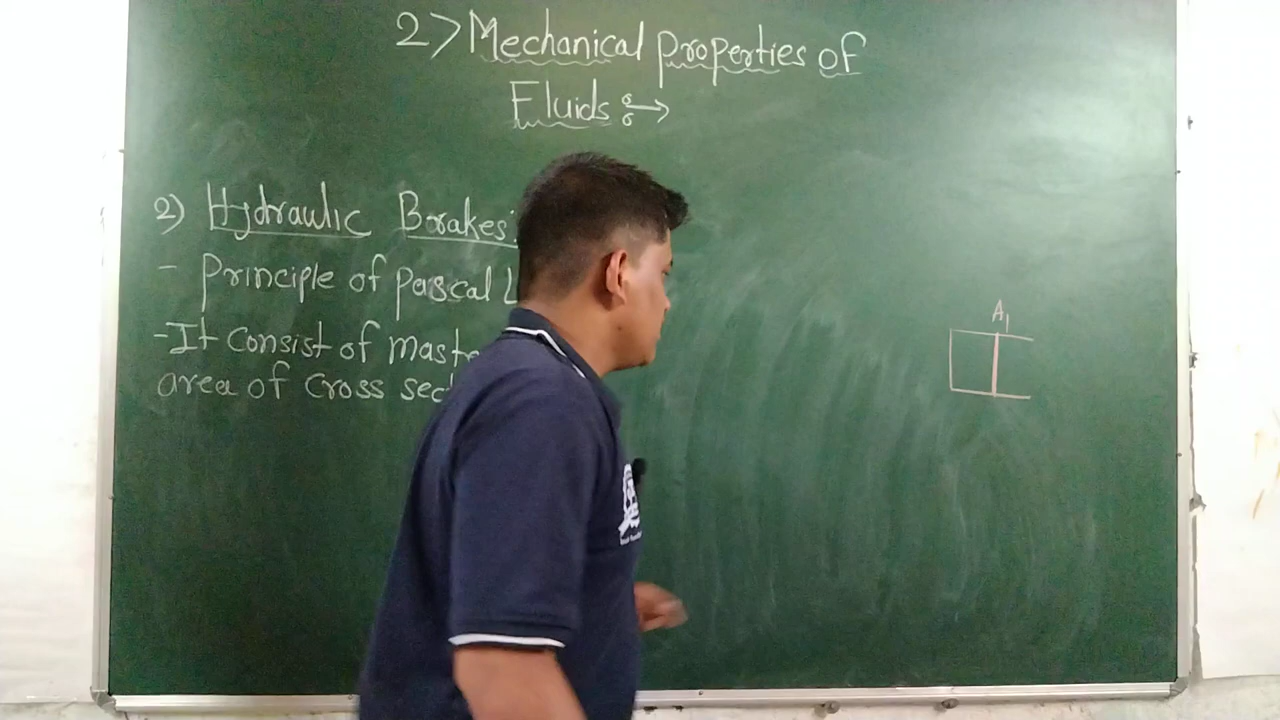 2> Mechanical properties of
Fluids :→
2) Hydraulic Brakes:
- Principle of pascal L
- It consist of maste
area of cross sec
A₁